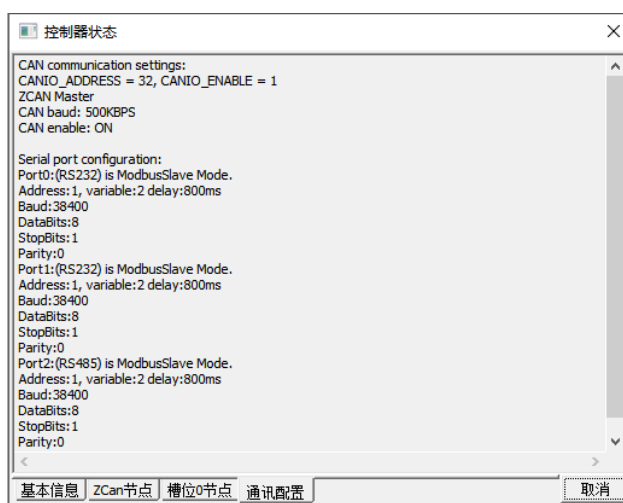 控制器状态
CAN communication settings:
CANIO_ADDRESS = 32, CANIO_ENABLE = 1
ZCAN Master
CAN baud: 500KBPS
CAN enable: ON
Serial port configuration:
Port0:(RS232) is ModbusSlave Mode.
Address:1, variable:2 delay:800ms
Baud:38400
DataBits:8
StopBits:1
Parity:0
Port1:(RS232) is ModbusSlave Mode.
Address:1, variable:2 delay:800ms
Baud:38400
DataBits:8
StopBits:1
Parity:0
Port2:(RS485) is ModbusSlave Mode.
Address:1, variable:2 delay:800ms
Baud:38400
DataBits:8
StopBits:1
Parity:0
基本信息 ZCan节点 槽位0节点 通讯配置 取消